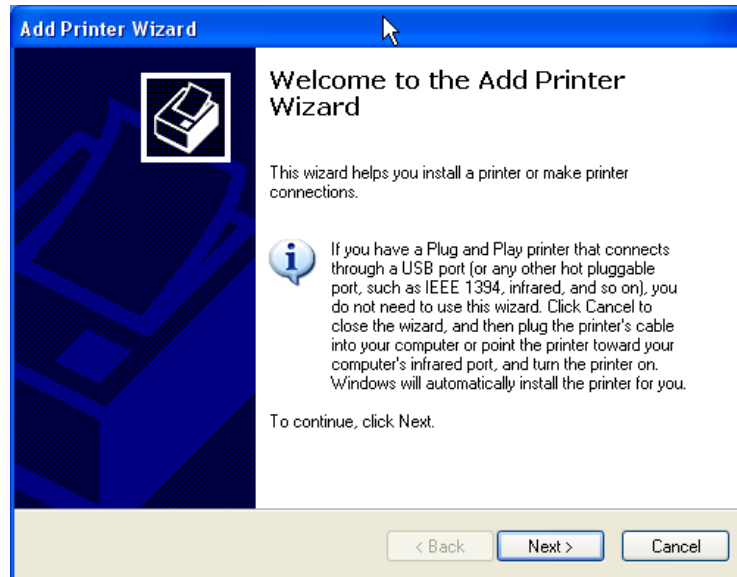 Add Printer Wizard
Welcome to the Add Printer
Wizard
This wizard helps you install a printer or make printer
connections.
If you have a Plug and Play printer that connects
through a USB port (or any other hot pluggable
port, such as IEEE 1394, infrared, and so on), you
do not need to use this wizard. Click Cancel to
close the wizard, and then plug the printer's cable
into your computer or point the printer toward your
computer's infrared port, and turn the printer on.
Windows will automatically install the printer for you.
To continue, click Next.
< Back Next > Cancel